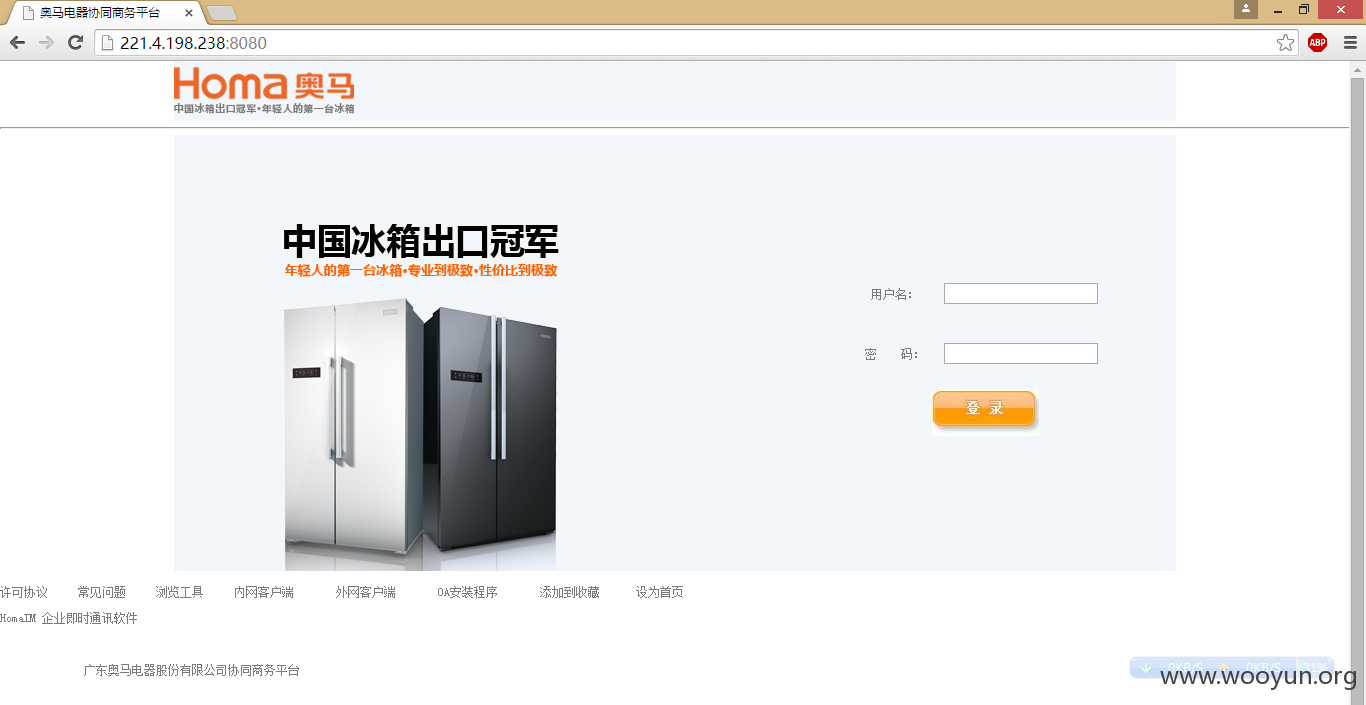 奥马电器协同商务平台
221.4.198.238:8080
ABP
Homa 奥马
中国冰箱出口冠军·年轻人的第一台冰箱
中国冰箱出口冠军
年轻人的第一台冰箱·专业到极致·性价比到极致
用户名:
密 码:
登 录
许可协议 常见问题 浏览工具 内网客户端 外网客户端 OA安装程序 添加到收藏 设为首页
HomaIM 企业即时通讯软件
广东奥马电器股份有限公司协同商务平台
0KB/S 0KB/S 31%
www.wooyun.org